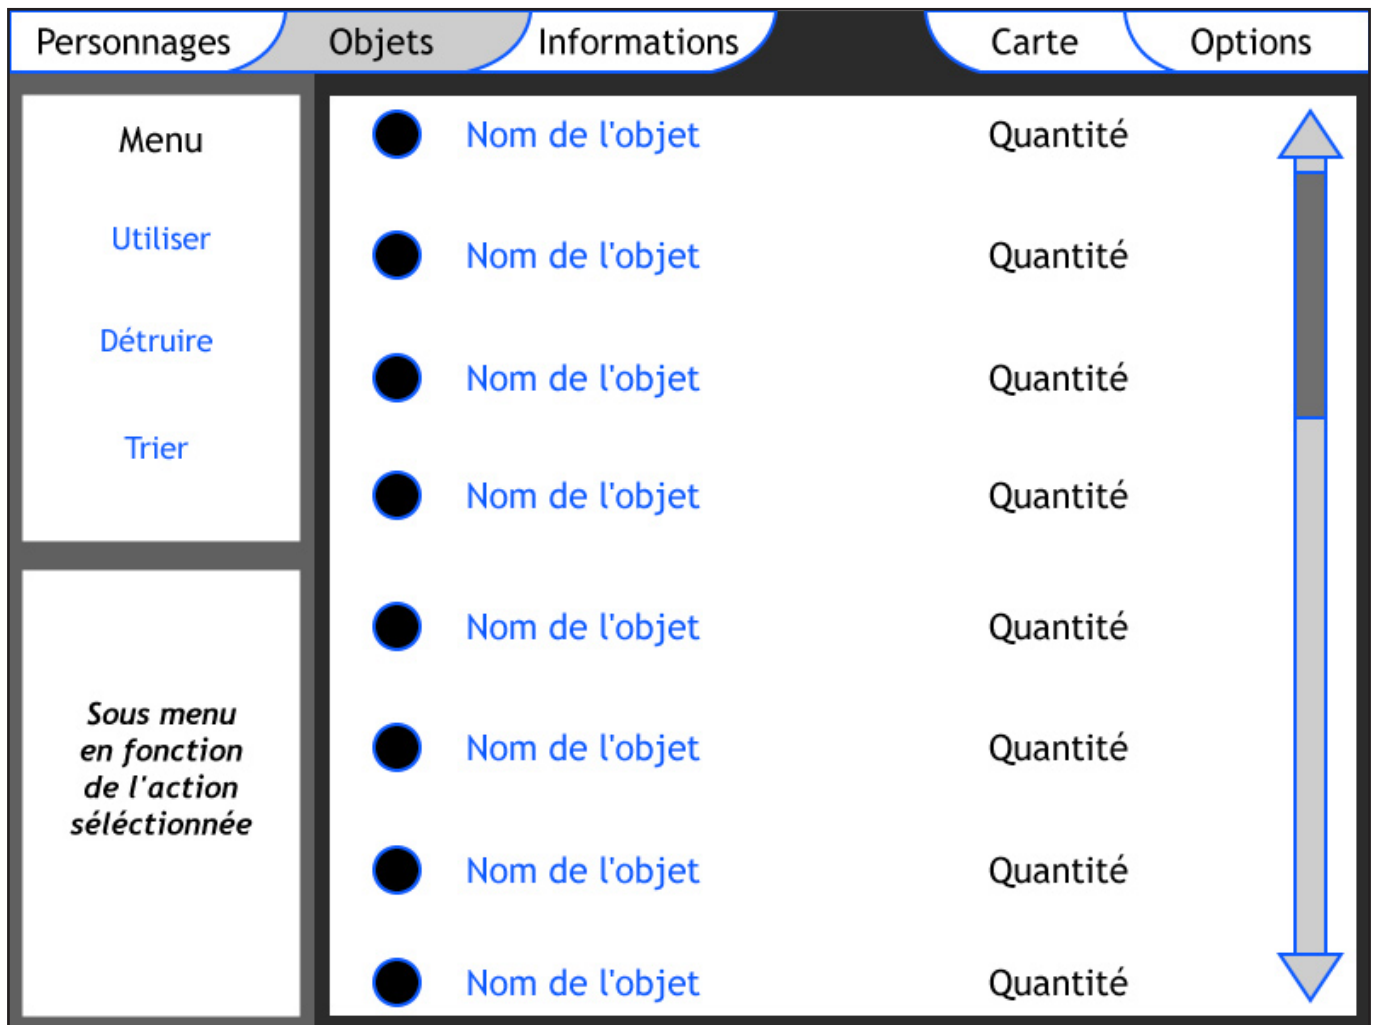 Personnages Objets Informations Carte Options
Menu
Utiliser
Détruire
Trier
Sous menu
en fonction
de l'action
séléctionnée
Nom de l'objet Quantité
Nom de l'objet Quantité
Nom de l'objet Quantité
Nom de l'objet Quantité
Nom de l'objet Quantité
Nom de l'objet Quantité
Nom de l'objet Quantité
Nom de l'objet Quantité